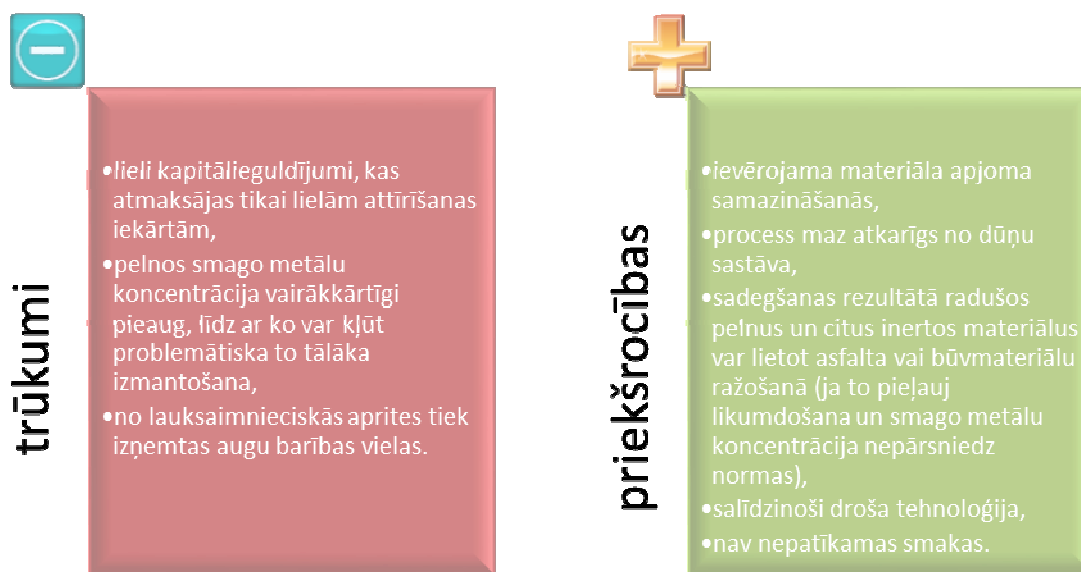 trūkumi
•lieli kapitālieguldījumi, kas
atmaksājas tikai lielām attīrīšanas
iekārtām,
•pelnos smago metālu
koncentrācija vairākkārtīgi
pieaug, līdz ar ko var kļūt
problemātiska to tālāka
izmantošana,
•no lauksaimnieciskās aprites tiek
izņemtas augu barības vielas.
priekšrocības
•ievērojama materiāla apjoma
samazināšanās,
•process maz atkarīgs no dūņu
sastāva,
•sadegšanas rezultātā radušos
pelnus un citus inertos materiālus
var lietot asfalta vai būvmateriālu
ražošanā (ja to pieļauj
likumdošana un smago metālu
koncentrācija nepārsniedz
normas),
•salīdzinoši droša tehnoloģija,
•nav nepatīkamas smakas.